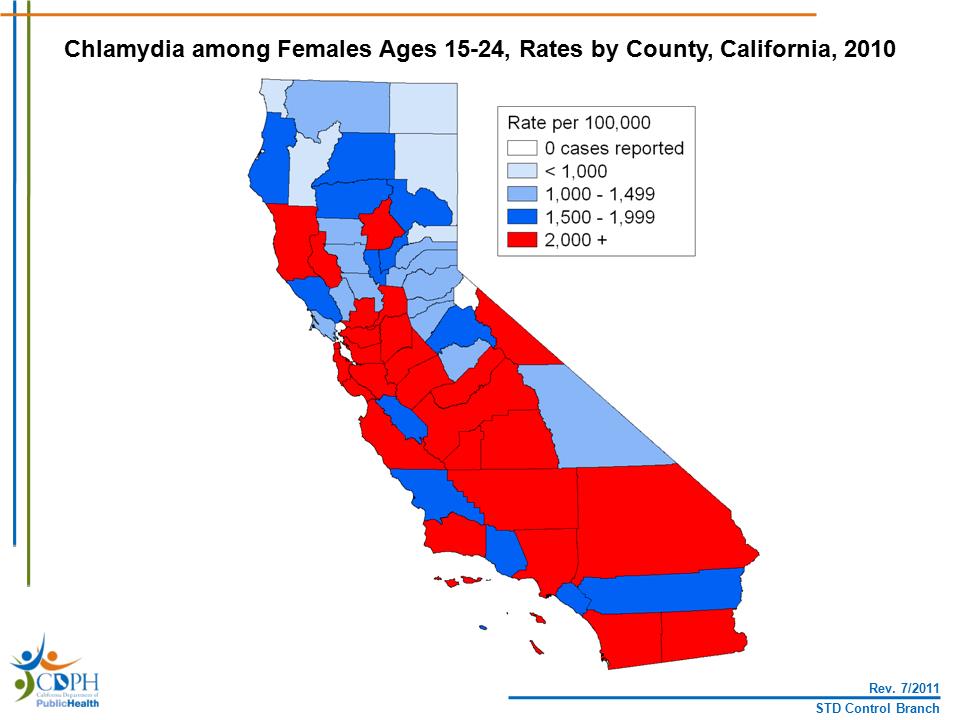 Chlamydia among Females Ages 15-24, Rates by County, California, 2010
Rate per 100,000
0 cases reported
< 1,000
1,000 - 1,499
1,500 - 1,999
2,000 +
CDPH
California Department of
PublicHealth
Rev. 7/2011
STD Control Branch